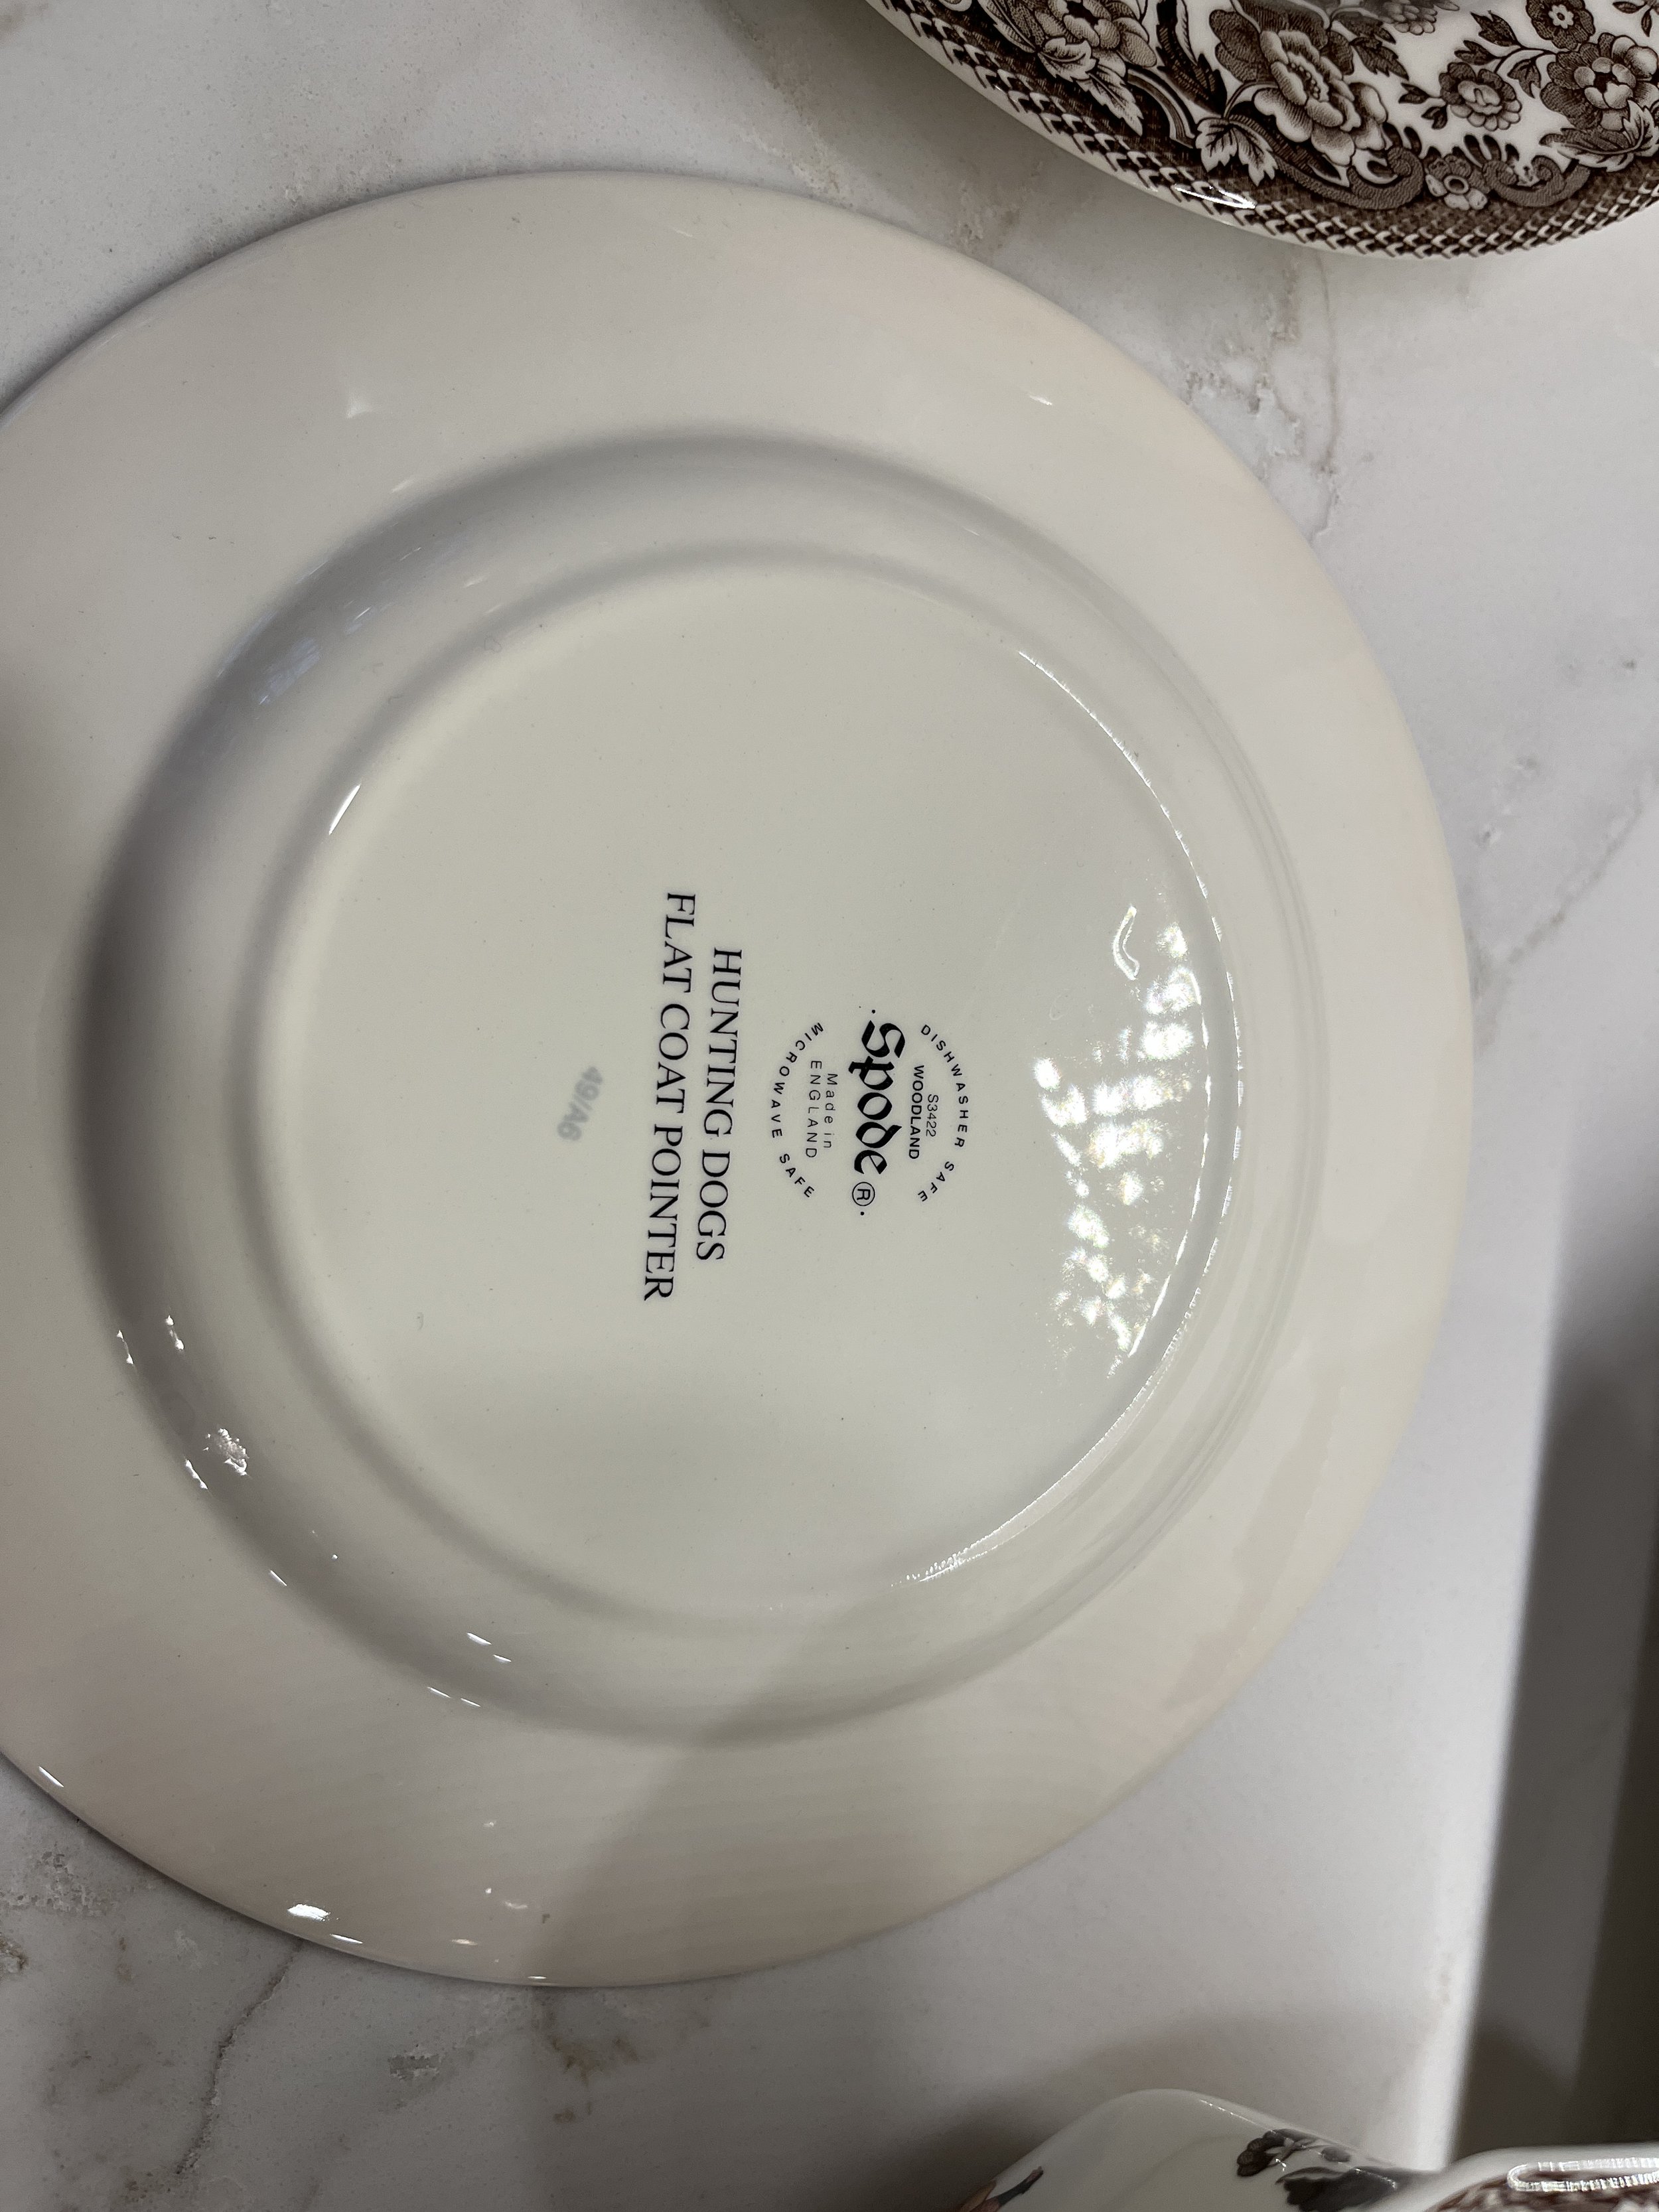 DISHWASHER SAFE
S3422
WOODLAND
Spode®
Made in
ENGLAND
MICROWAVE SAFE
HUNTING DOGS
FLAT COAT POINTER
49/A6